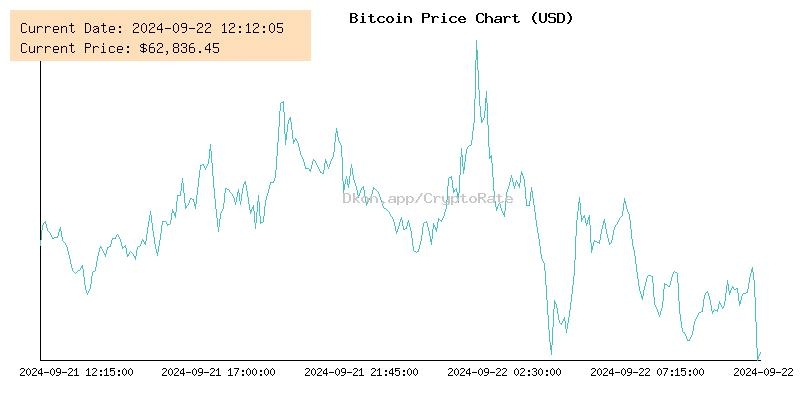 Bitcoin Price Chart (USD)
Current Date: 2024-09-22 12:12:05
Current Price: $62,836.45
Dkon.app/CryptoRate
2024-09-21 12:15:00 2024-09-21 17:00:00 2024-09-21 21:45:00 2024-09-22 02:30:00 2024-09-22 07:15:00 2024-09-22